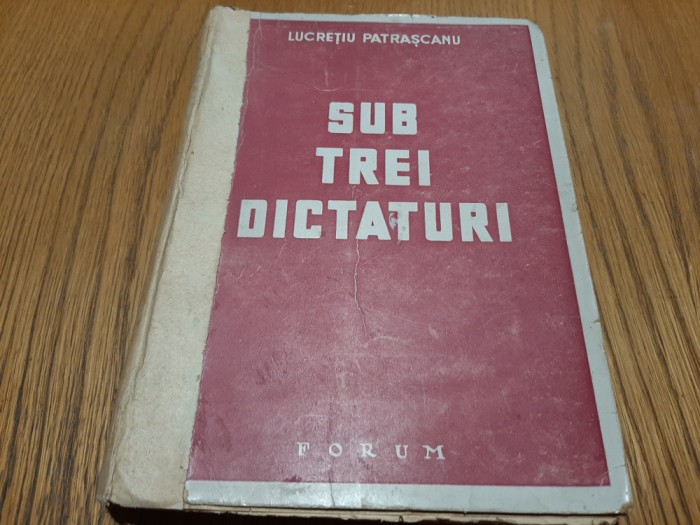 LUCREȚIU PATRAȘCANU
SUB
TREI
DICTATURI
FORUM